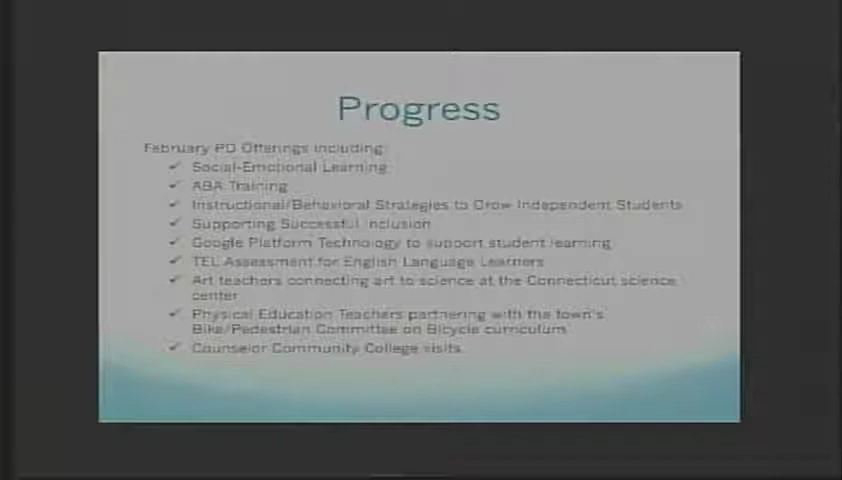 Progress
February PD Offerings including:
✓ Social-Emotional Learning
✓ ABA Training
✓ Instructional/Behavioral Strategies to Grow Independent Students
✓ Supporting Successful Inclusion
✓ Google Platform Technology to support student learning
✓ TEL Assessment for English Language Learners
✓ Art teachers connecting art to science at the Connecticut science
center
✓ Physical Education Teachers partnering with the town's
Bike/Pedestrian Committee on Bicycle curriculum
✓ Counselor Community College visits